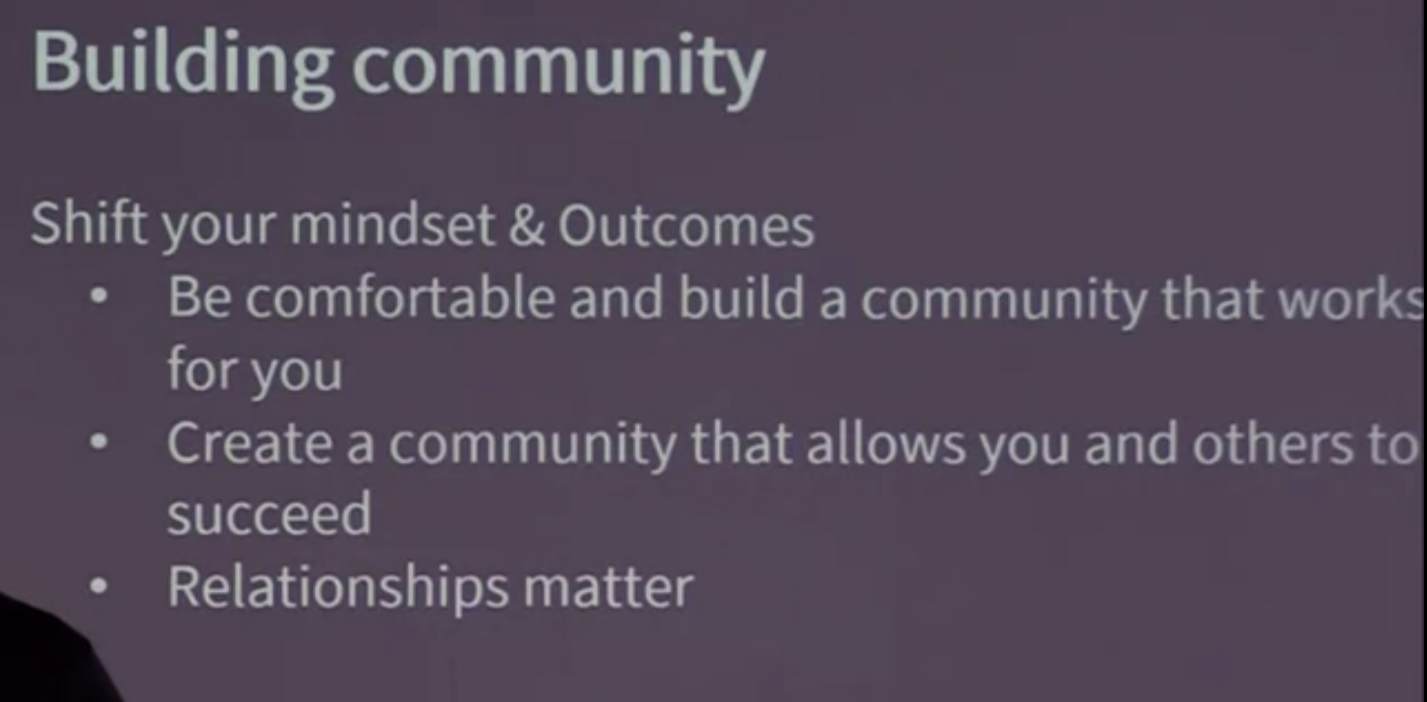 Building community
Shift your mindset & Outcomes
• Be comfortable and build a community that works
for you
• Create a community that allows you and others to
succeed
• Relationships matter